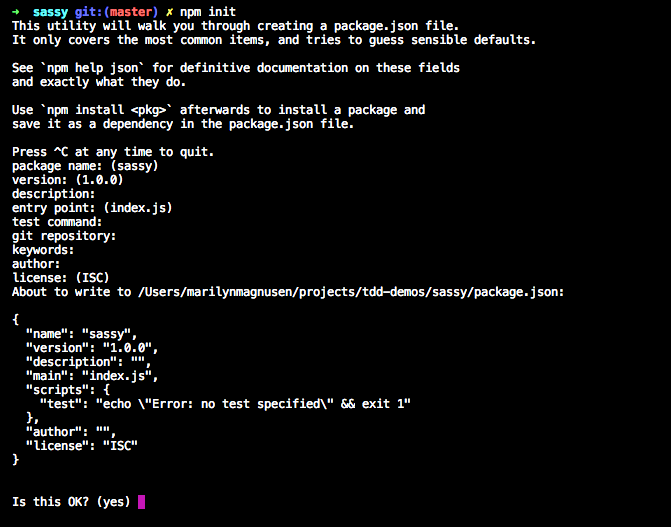 ➜  sassy git:(master) ✗ npm init
This utility will walk you through creating a package.json file.
It only covers the most common items, and tries to guess sensible defaults.

See `npm help json` for definitive documentation on these fields
and exactly what they do.

Use `npm install <pkg>` afterwards to install a package and
save it as a dependency in the package.json file.

Press ^C at any time to quit.
package name: (sassy)
version: (1.0.0)
description:
entry point: (index.js)
test command:
git repository:
keywords:
author:
license: (ISC)
About to write to /Users/marilynmagnusen/projects/tdd-demos/sassy/package.json:

{
  "name": "sassy",
  "version": "1.0.0",
  "description": "",
  "main": "index.js",
  "scripts": {
    "test": "echo \"Error: no test specified\" && exit 1"
  },
  "author": "",
  "license": "ISC"
}

Is this OK? (yes)